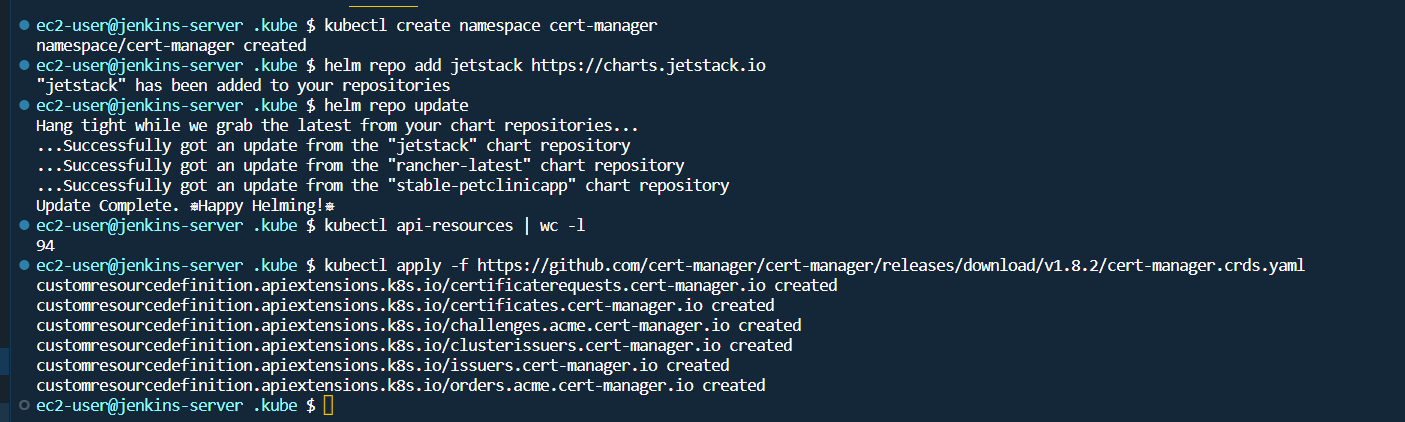 ec2-user@jenkins-server .kube $ kubectl create namespace cert-manager
namespace/cert-manager created
ec2-user@jenkins-server .kube $ helm repo add jetstack https://charts.jetstack.io
"jetstack" has been added to your repositories
ec2-user@jenkins-server .kube $ helm repo update
Hang tight while we grab the latest from your chart repositories...
...Successfully got an update from the "jetstack" chart repository
...Successfully got an update from the "rancher-latest" chart repository
...Successfully got an update from the "stable-petclinicapp" chart repository
Update Complete. ⎈Happy Helming!⎈
ec2-user@jenkins-server .kube $ kubectl api-resources | wc -l
94
ec2-user@jenkins-server .kube $ kubectl apply -f https://github.com/cert-manager/cert-manager/releases/download/v1.8.2/cert-manager.crds.yaml
customresourcedefinition.apiextensions.k8s.io/certificaterequests.cert-manager.io created
customresourcedefinition.apiextensions.k8s.io/certificates.cert-manager.io created
customresourcedefinition.apiextensions.k8s.io/challenges.acme.cert-manager.io created
customresourcedefinition.apiextensions.k8s.io/clusterissuers.cert-manager.io created
customresourcedefinition.apiextensions.k8s.io/issuers.cert-manager.io created
customresourcedefinition.apiextensions.k8s.io/orders.acme.cert-manager.io created
ec2-user@jenkins-server .kube $